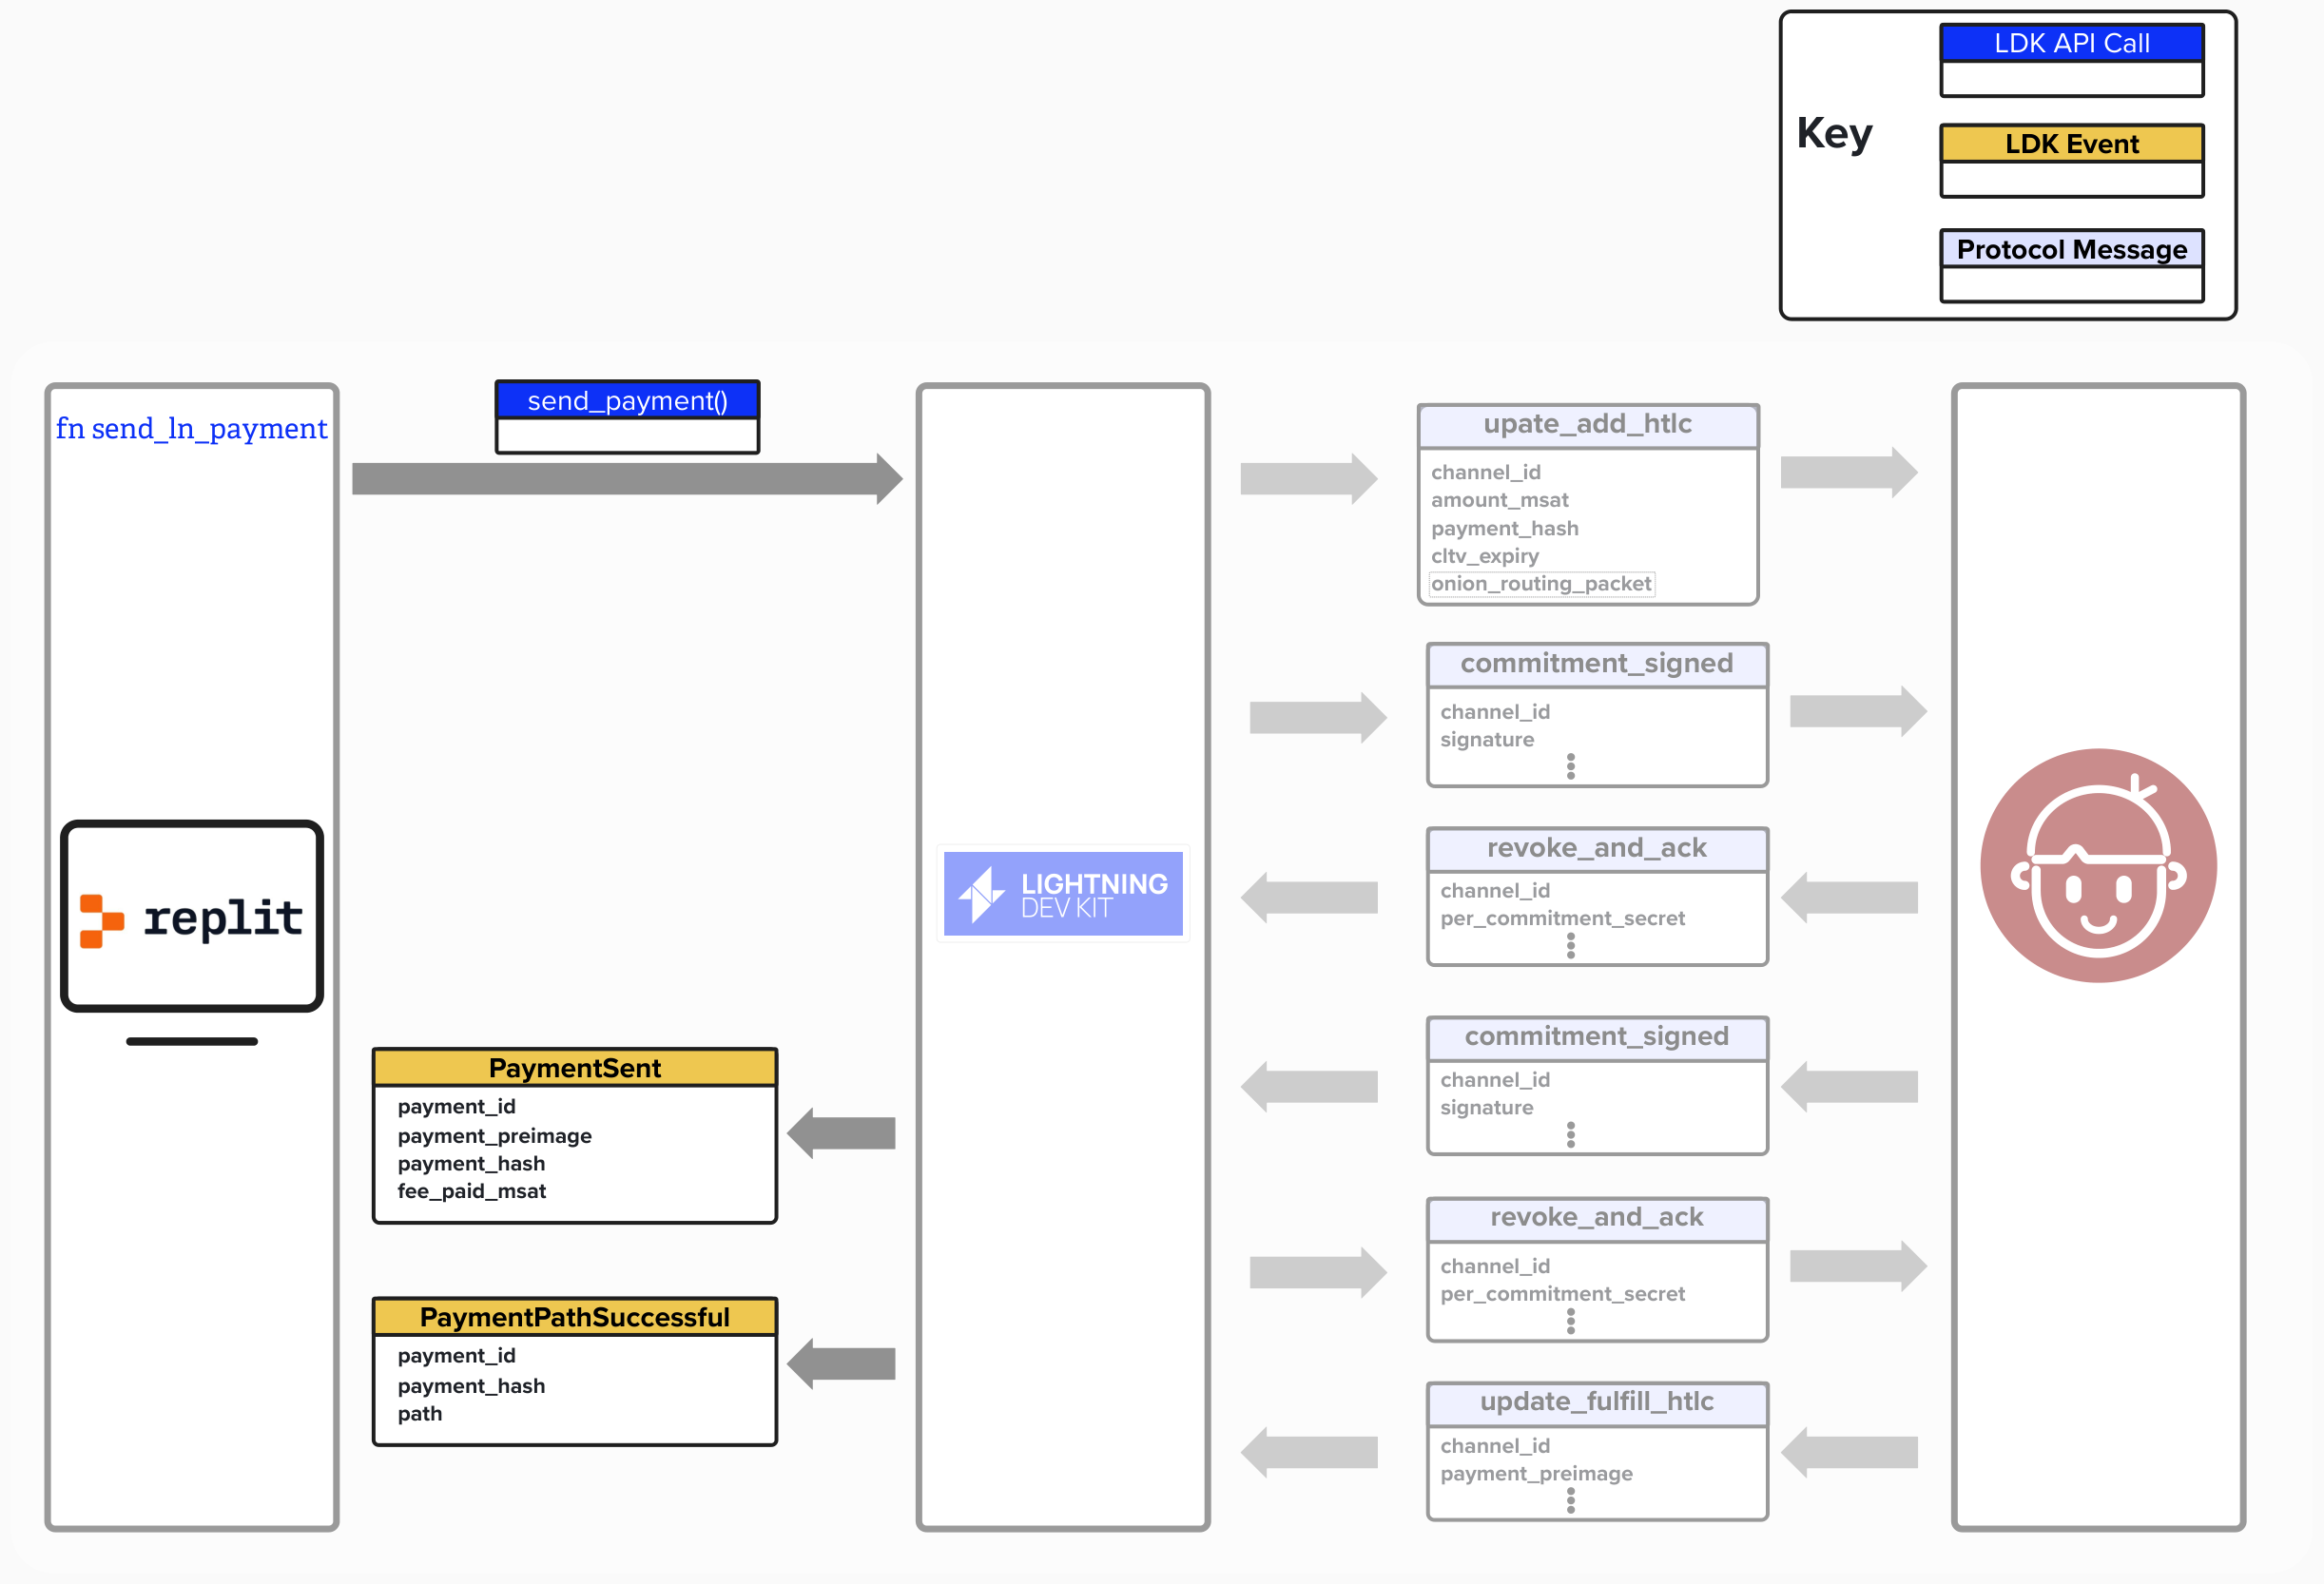 LDK API Call
Key
LDK Event
Protocol Message
fn send_ln_payment
send_payment()
upate_add_htlc
channel_id
amount_msat
payment_hash
cltv_expiry
onion_routing_packet
commitment_signed
channel_id
signature
revoke_and_ack
channel_id
per_commitment_secret
replit
LIGHTNING
DEV KIT
commitment_signed
channel_id
signature
PaymentSent
payment_id
payment_preimage
payment_hash
fee_paid_msat
revoke_and_ack
channel_id
per_commitment_secret
PaymentPathSuccessful
payment_id
payment_hash
path
update_fulfill_htlc
channel_id
payment_preimage